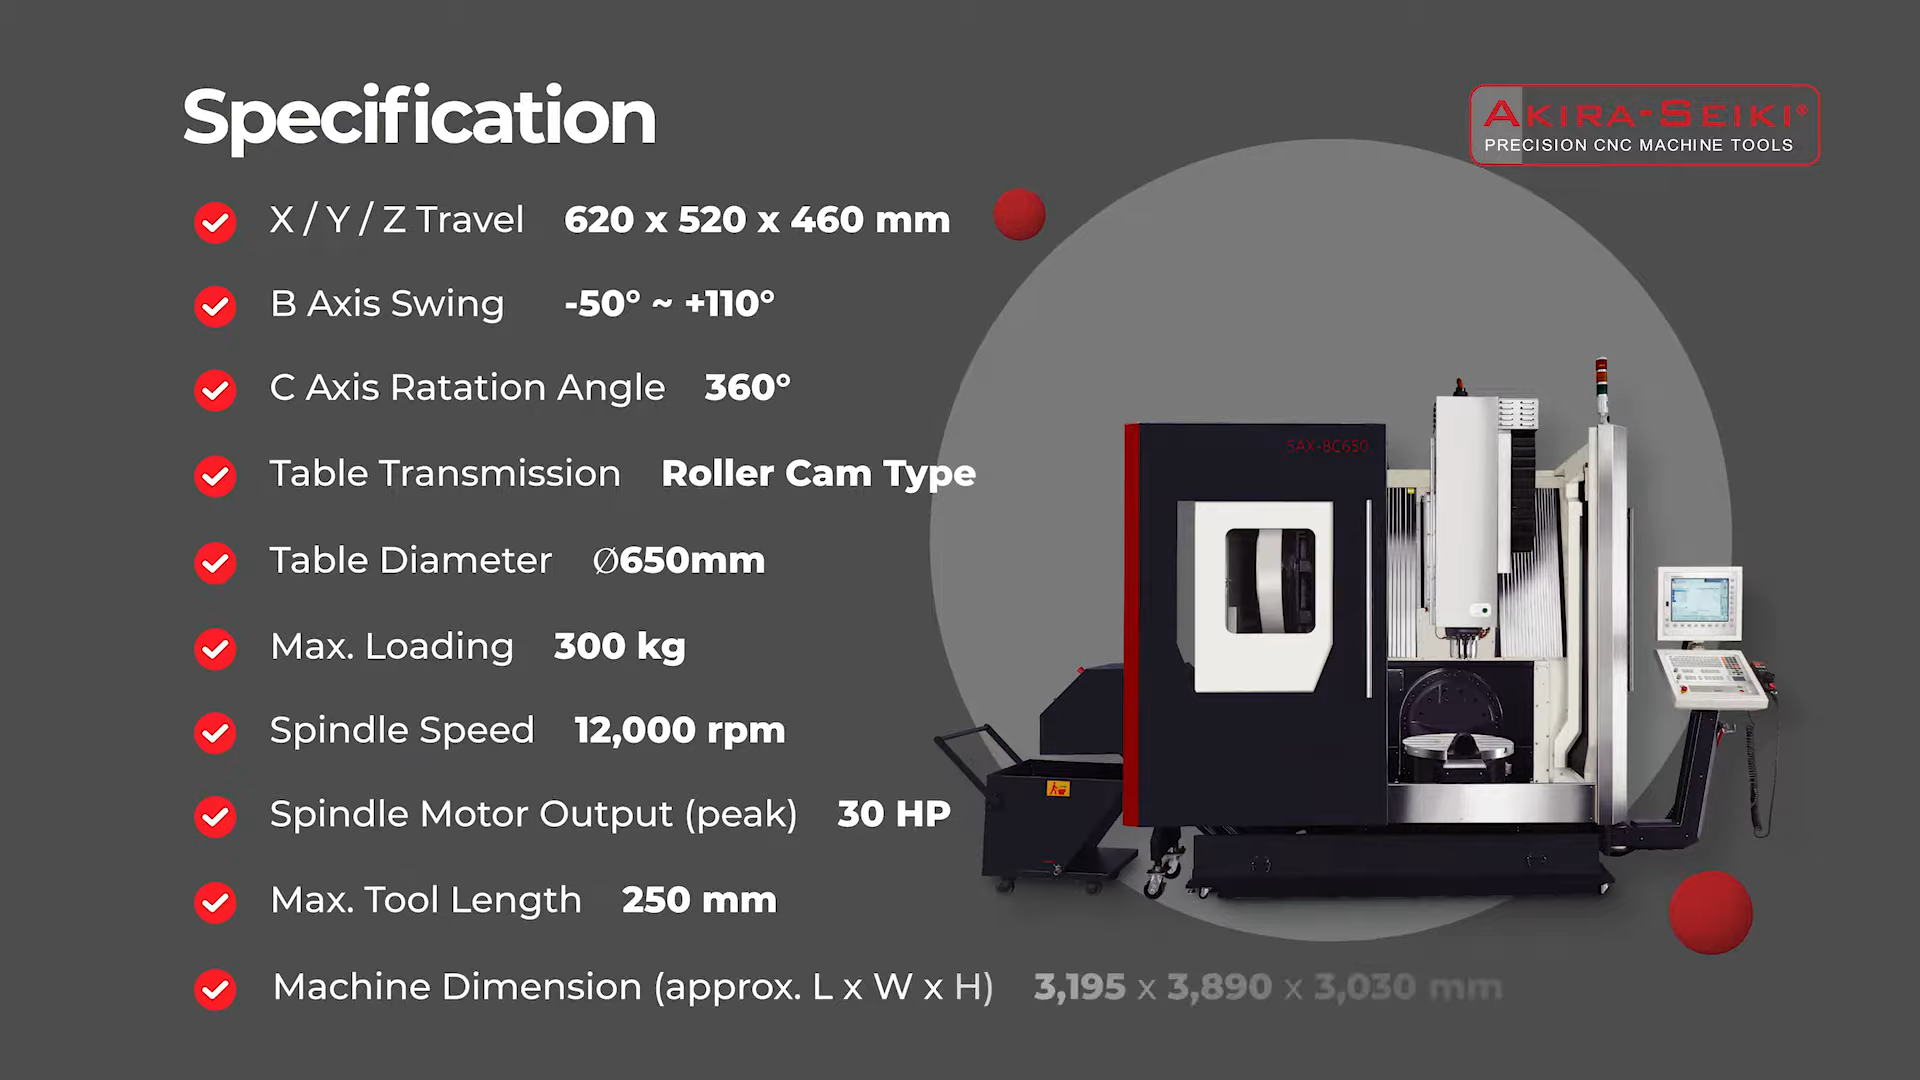 Specification
AKIRA-SEIKI®
PRECISION CNC MACHINE TOOLS
X / Y / Z Travel 620 x 520 x 460 mm
B Axis Swing -50° ~ +110°
C Axis Ratation Angle 360°
Table Transmission Roller Cam Type
Table Diameter Ø650mm
Max. Loading 300 kg
Spindle Speed 12,000 rpm
Spindle Motor Output (peak) 30 HP
Max. Tool Length 250 mm
Machine Dimension (approx. L x W x H) 3,195 x 3,890 x 3,030 mm
5AX-BC650